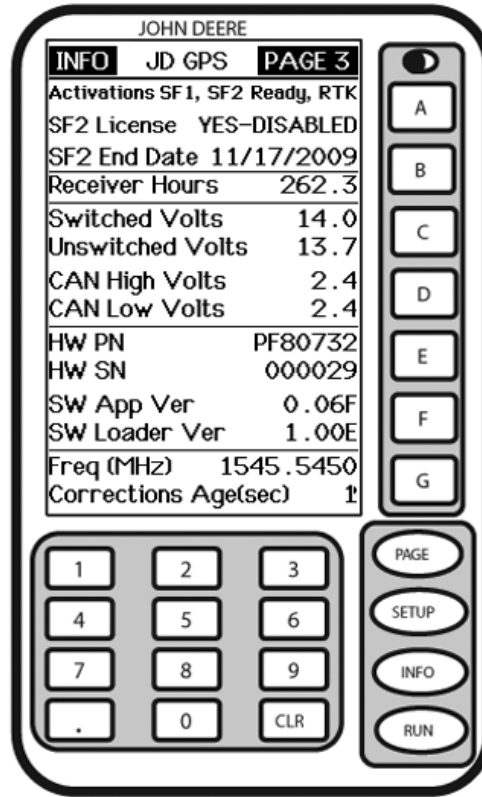 JOHN DEERE
INFO JD GPS PAGE 3
Activations SF1, SF2 Ready, RTK
SF2 License YES-DISABLED
SF2 End Date 11/17/2009
Receiver Hours 262.3
Switched Volts 14.0
Unswitched Volts 13.7
CAN High Volts 2.4
CAN Low Volts 2.4
HW PN PF80732
HW SN 000029
SW App Ver 0.06F
SW Loader Ver 1.00E
Freq (MHz) 1545.5450
Corrections Age(sec) 1
A
B
C
D
E
F
G
1 2 3
4 5 6
7 8 9
. 0 CLR
PAGE
SETUP
INFO
RUN